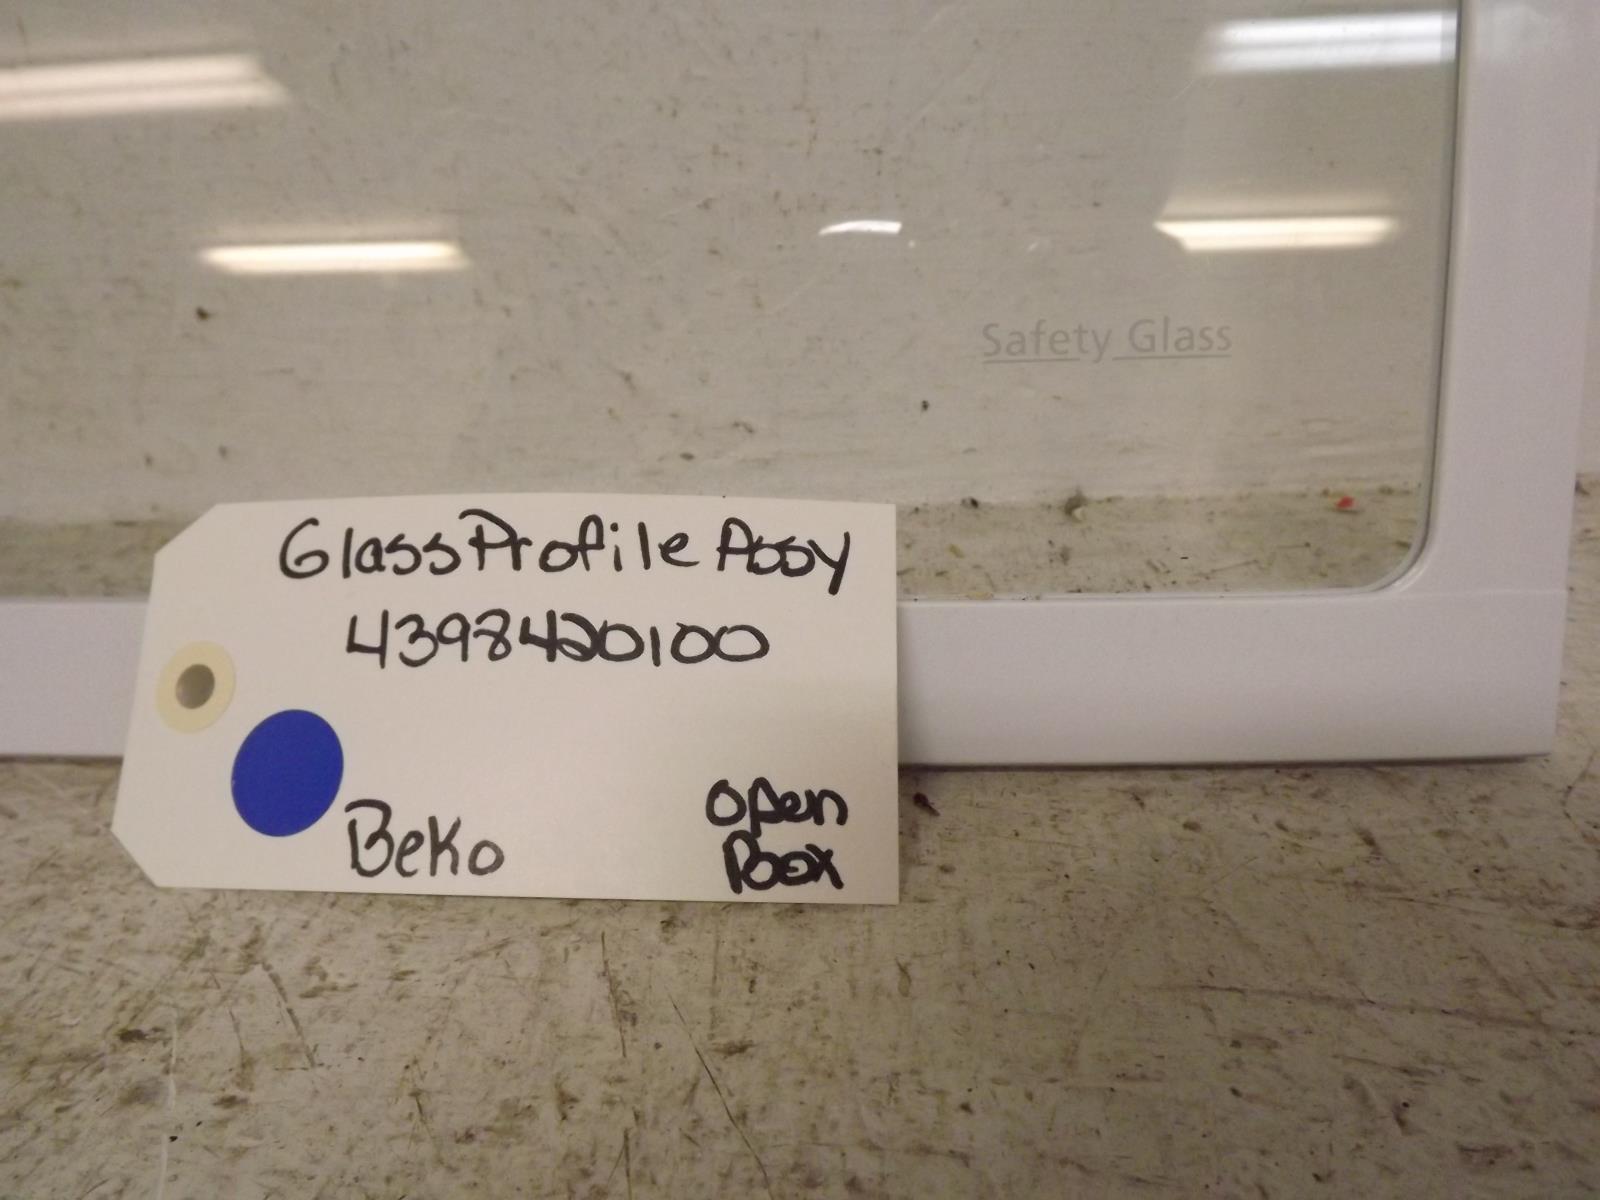 Safety Glass
Glass Profile Assy
4398420100
Beko
Open
Box